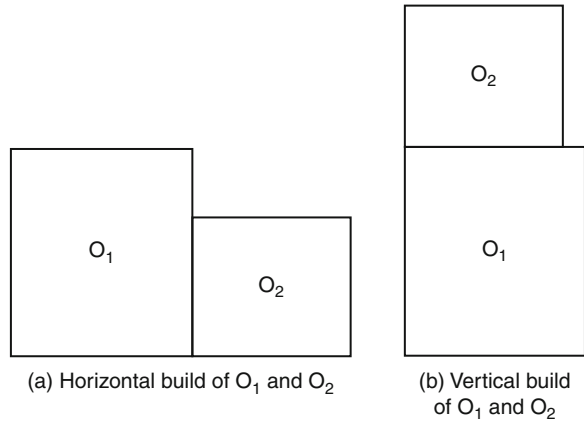 O₂
O₁
O₁
O₂
(a) Horizontal build of O₁ and O₂
(b) Vertical build
of O₁ and O₂